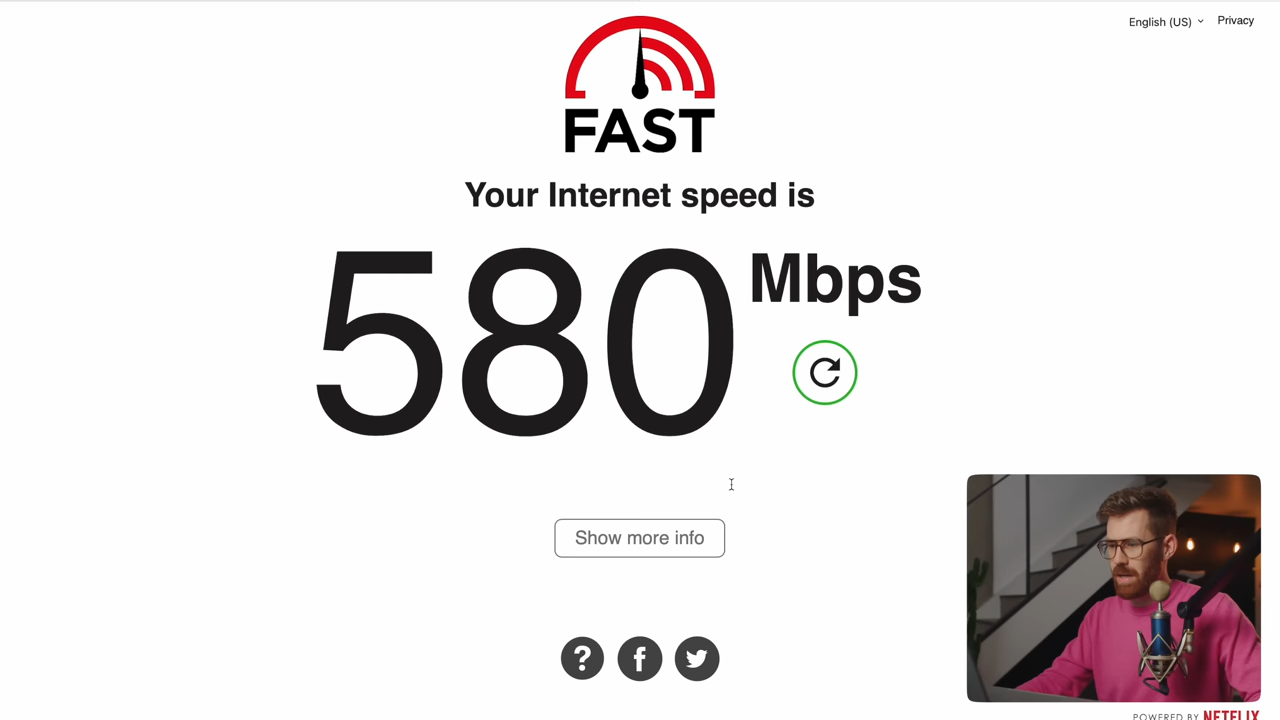 English (US)
Privacy
FAST
Your Internet speed is
580 Mbps
Show more info
?
f
POWERED BY NETFLIX